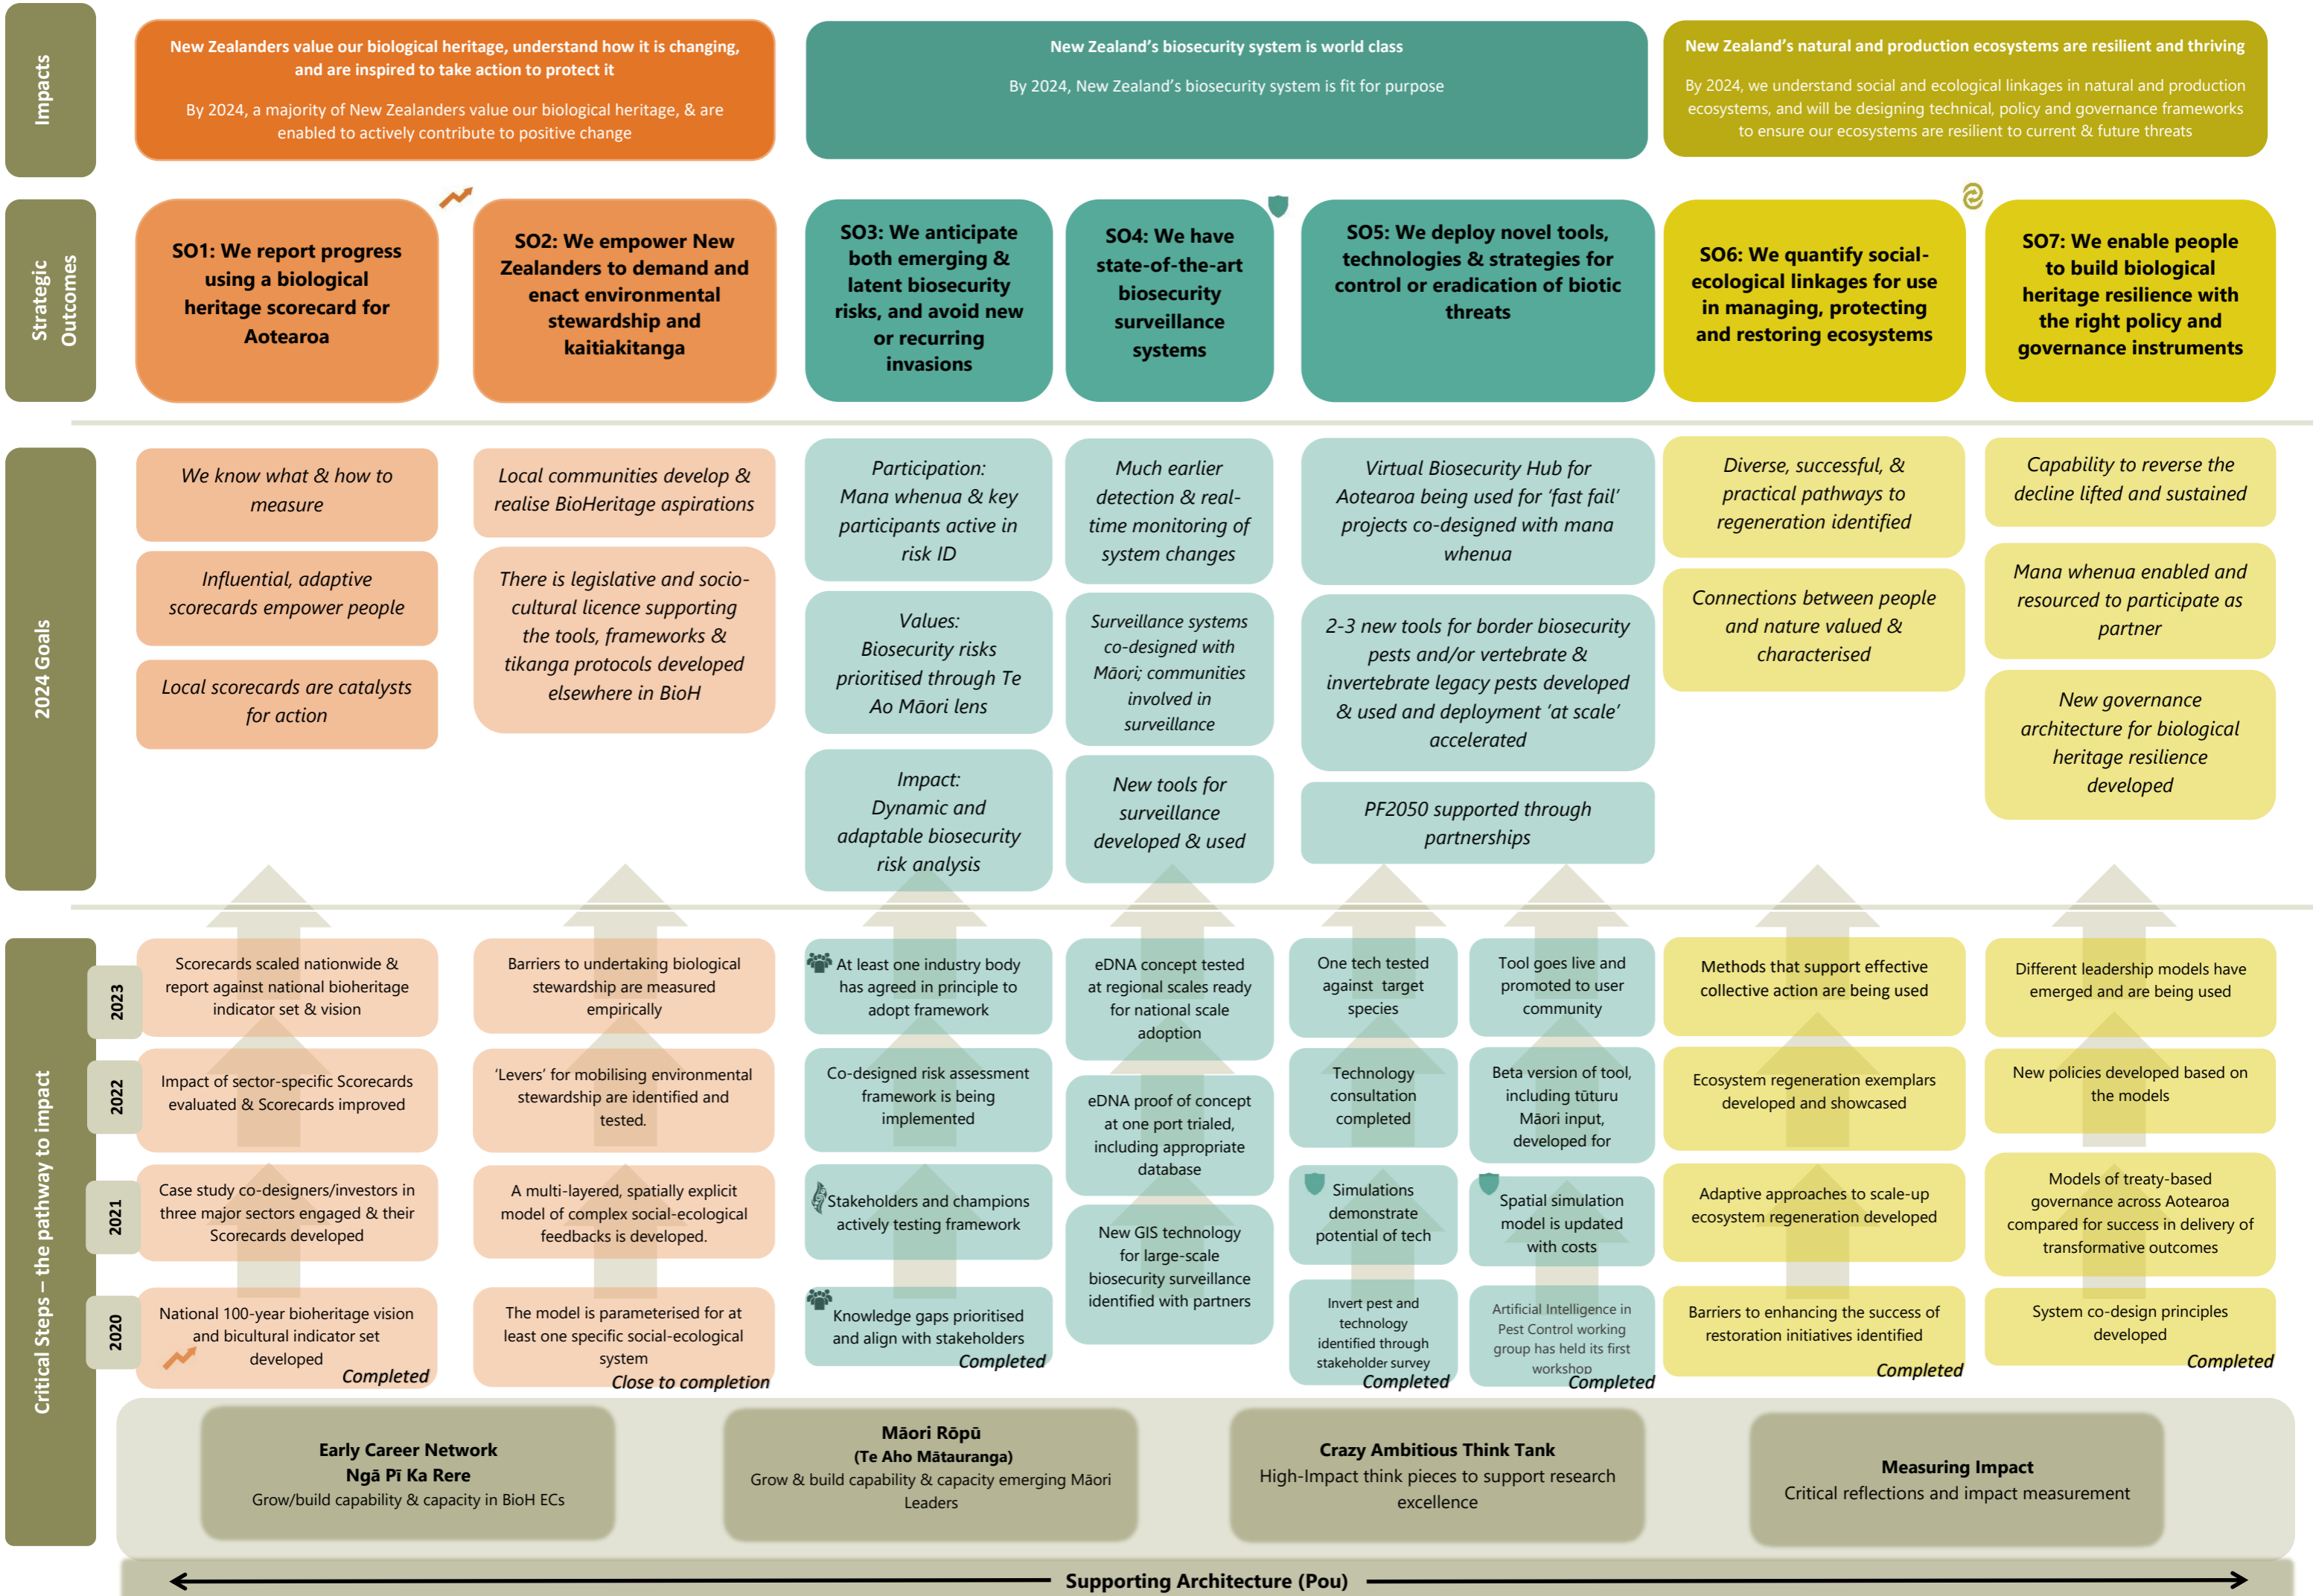 Impacts
New Zealanders value our biological heritage, understand how it is changing,
and are inspired to take action to protect it
By 2024, a majority of New Zealanders value our biological heritage, & are
enabled to actively contribute to positive change
New Zealand's biosecurity system is world class
By 2024, New Zealand's biosecurity system is fit for purpose
New Zealand's natural and production ecosystems are resilient and thriving
By 2024, we understand social and ecological linkages in natural and production
ecosystems, and will be designing technical, policy and governance frameworks
to ensure our ecosystems are resilient to current & future threats
Strategic
Outcomes
SO1: We report progress
using a biological
heritage scorecard for
Aotearoa
SO2: We empower New
Zealanders to demand and
enact environmental
stewardship and
kaitiakitanga
SO3: We anticipate
both emerging &
latent biosecurity
risks, and avoid new
or recurring
invasions
SO4: We have
state-of-the-art
biosecurity
surveillance
systems
SO5: We deploy novel tools,
technologies & strategies for
control or eradication of biotic
threats
SO6: We quantify social-
ecological linkages for use
in managing, protecting
and restoring ecosystems
SO7: We enable people
to build biological
heritage resilience with
the right policy and
governance instruments
2024 Goals
We know what & how to
measure
Influential, adaptive
scorecards empower people
Local scorecards are catalysts
for action
Local communities develop &
realise BioHeritage aspirations
There is legislative and socio-
cultural licence supporting
the tools, frameworks &
tikanga protocols developed
elsewhere in BioH
Participation:
Mana whenua & key
participants active in
risk ID
Values:
Biosecurity risks
prioritised through Te
Ao Māori lens
Impact:
Dynamic and
adaptable biosecurity
risk analysis
Much earlier
detection & real-
time monitoring of
system changes
Surveillance systems
co-designed with
Māori; communities
involved in
surveillance
New tools for
surveillance
developed & used
Virtual Biosecurity Hub for
Aotearoa being used for ‘fast fail’
projects co-designed with mana
whenua
2-3 new tools for border biosecurity
pests and/or vertebrate &
invertebrate legacy pests developed
& used and deployment ‘at scale’
accelerated
PF2050 supported through
partnerships
Diverse, successful, &
practical pathways to
regeneration identified
Connections between people
and nature valued &
characterised
Capability to reverse the
decline lifted and sustained
Mana whenua enabled and
resourced to participate as
partner
New governance
architecture for biological
heritage resilience
developed
Critical Steps – the pathway to impact
2023
Scorecards scaled nationwide &
report against national bioheritage
indicator set & vision
Barriers to undertaking biological
stewardship are measured
empirically
At least one industry body
has agreed in principle to
adopt framework
eDNA concept tested
at regional scales ready
for national scale
adoption
One tech tested
against target
species
Tool goes live and
promoted to user
community
Methods that support effective
collective action are being used
Different leadership models have
emerged and are being used
2022
Impact of sector-specific Scorecards
evaluated & Scorecards improved
‘Levers’ for mobilising environmental
stewardship are identified and
tested.
Co-designed risk assessment
framework is being
implemented
eDNA proof of concept
at one port trialed,
including appropriate
database
Technology
consultation
completed
Beta version of tool,
including tūturu
Māori input,
developed for
Ecosystem regeneration exemplars
developed and showcased
New policies developed based on
the models
2021
Case study co-designers/investors in
three major sectors engaged & their
Scorecards developed
A multi-layered, spatially explicit
model of complex social-ecological
feedbacks is developed.
Stakeholders and champions
actively testing framework
New GIS technology
for large-scale
biosecurity surveillance
identified with partners
Simulations
demonstrate
potential of tech
Spatial simulation
model is updated
with costs
Adaptive approaches to scale-up
ecosystem regeneration developed
Models of treaty-based
governance across Aotearoa
compared for success in delivery of
transformative outcomes
2020
National 100-year bioheritage vision
and bicultural indicator set
developed
Completed
The model is parameterised for at
least one specific social-ecological
system
Close to completion
Knowledge gaps prioritised
and align with stakeholders
Completed
Invert pest and
technology
identified through
stakeholder survey
Completed
Artificial Intelligence in
Pest Control working
group has held its first
workshop
Completed
Barriers to enhancing the success of
restoration initiatives identified
Completed
System co-design principles
developed
Completed
Early Career Network
Ngā Pī Ka Rere
Grow/build capability & capacity in BioH ECs
Māori Rōpū
(Te Aho Mātauranga)
Grow & build capability & capacity emerging Māori
Leaders
Crazy Ambitious Think Tank
High-Impact think pieces to support research
excellence
Measuring Impact
Critical reflections and impact measurement
Supporting Architecture (Pou)